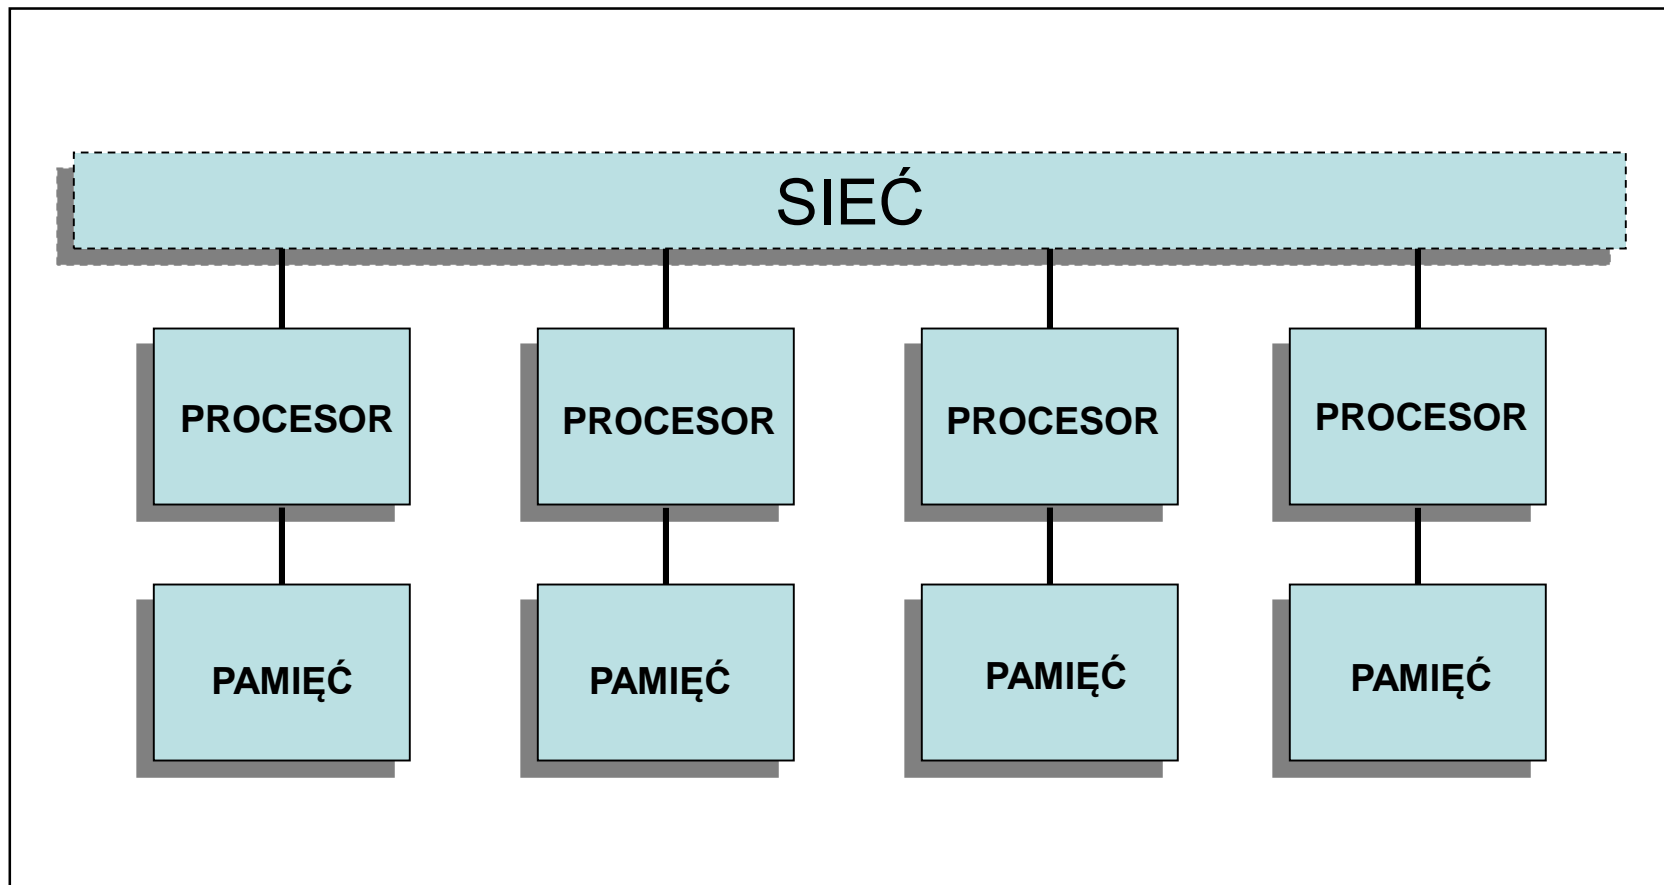 SIEĆ
PROCESOR
PROCESOR
PROCESOR
PROCESOR
PAMIĘĆ
PAMIĘĆ
PAMIĘĆ
PAMIĘĆ